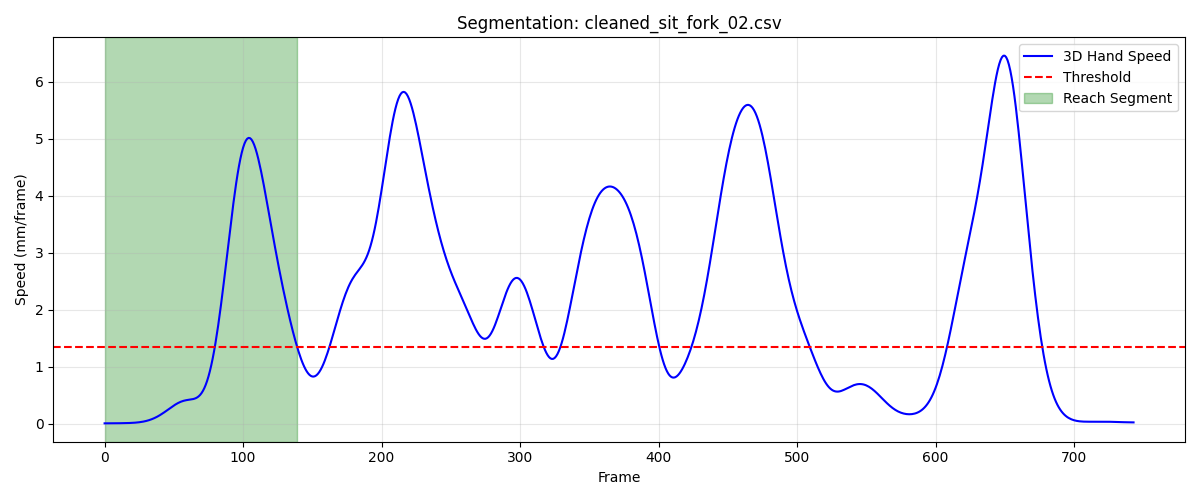 Segmentation: cleaned_sit_fork_02.csv
3D Hand Speed
Threshold
Reach Segment
Speed (mm/frame)
6
5
4
3
2
1
0
0 100 200 300 400 500 600 700
Frame